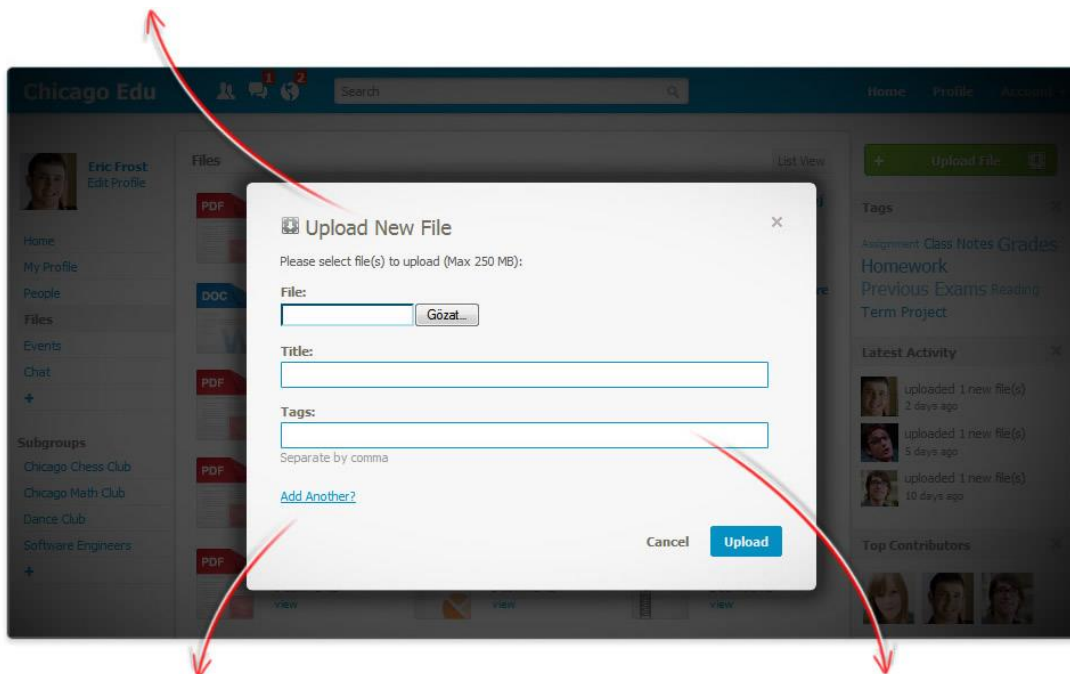 Chicago Edu
1
2
Search
Home Profile Account
Eric Frost
Edit Profile
Home
My Profile
People
Files
Events
Chat
+
Subgroups
Chicago Chess Club
Chicago Math Club
Dance Club
Software Engineers
+
Files
List View
PDF
DOC
PDF
PDF
PDF
view
view
view
Upload New File
×
Please select file(s) to upload (Max 250 MB):
File:
Gözat...
Title:
Tags:
Separate by comma
Add Another?
Cancel Upload
+ Upload File
Tags
Assignment Class Notes Grades
Homework
Previous Exams Reading
Term Project
Latest Activity
uploaded 1 new file(s)
2 days ago
uploaded 1 new file(s)
5 days ago
uploaded 1 new file(s)
10 days ago
Top Contributors